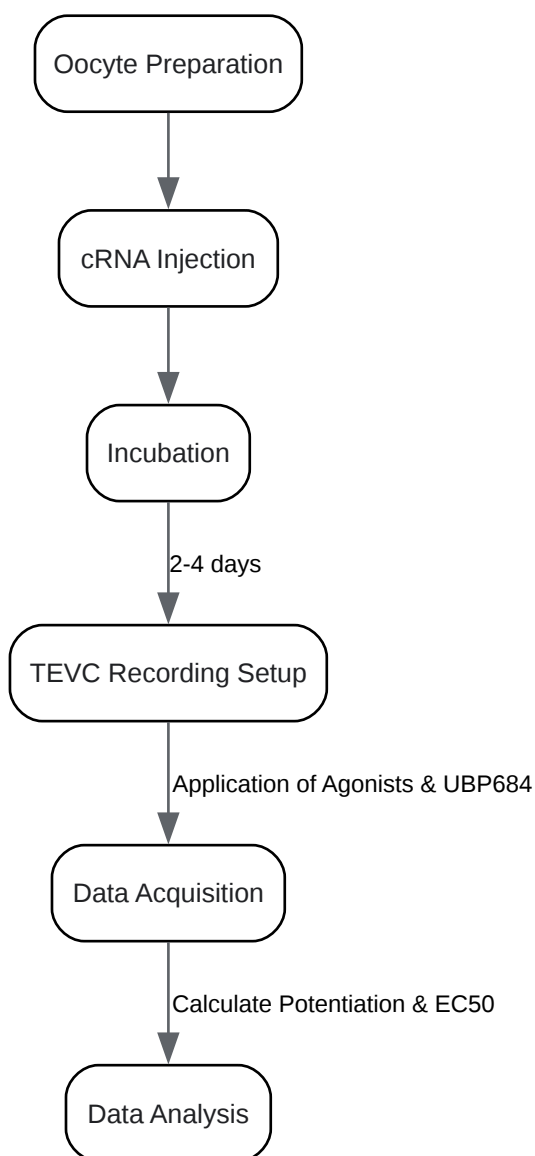 Oocyte Preparation
cRNA Injection
Incubation
2-4 days
TEVC Recording Setup
Application of Agonists & UBP684
Data Acquisition
Calculate Potentiation & EC50
Data Analysis